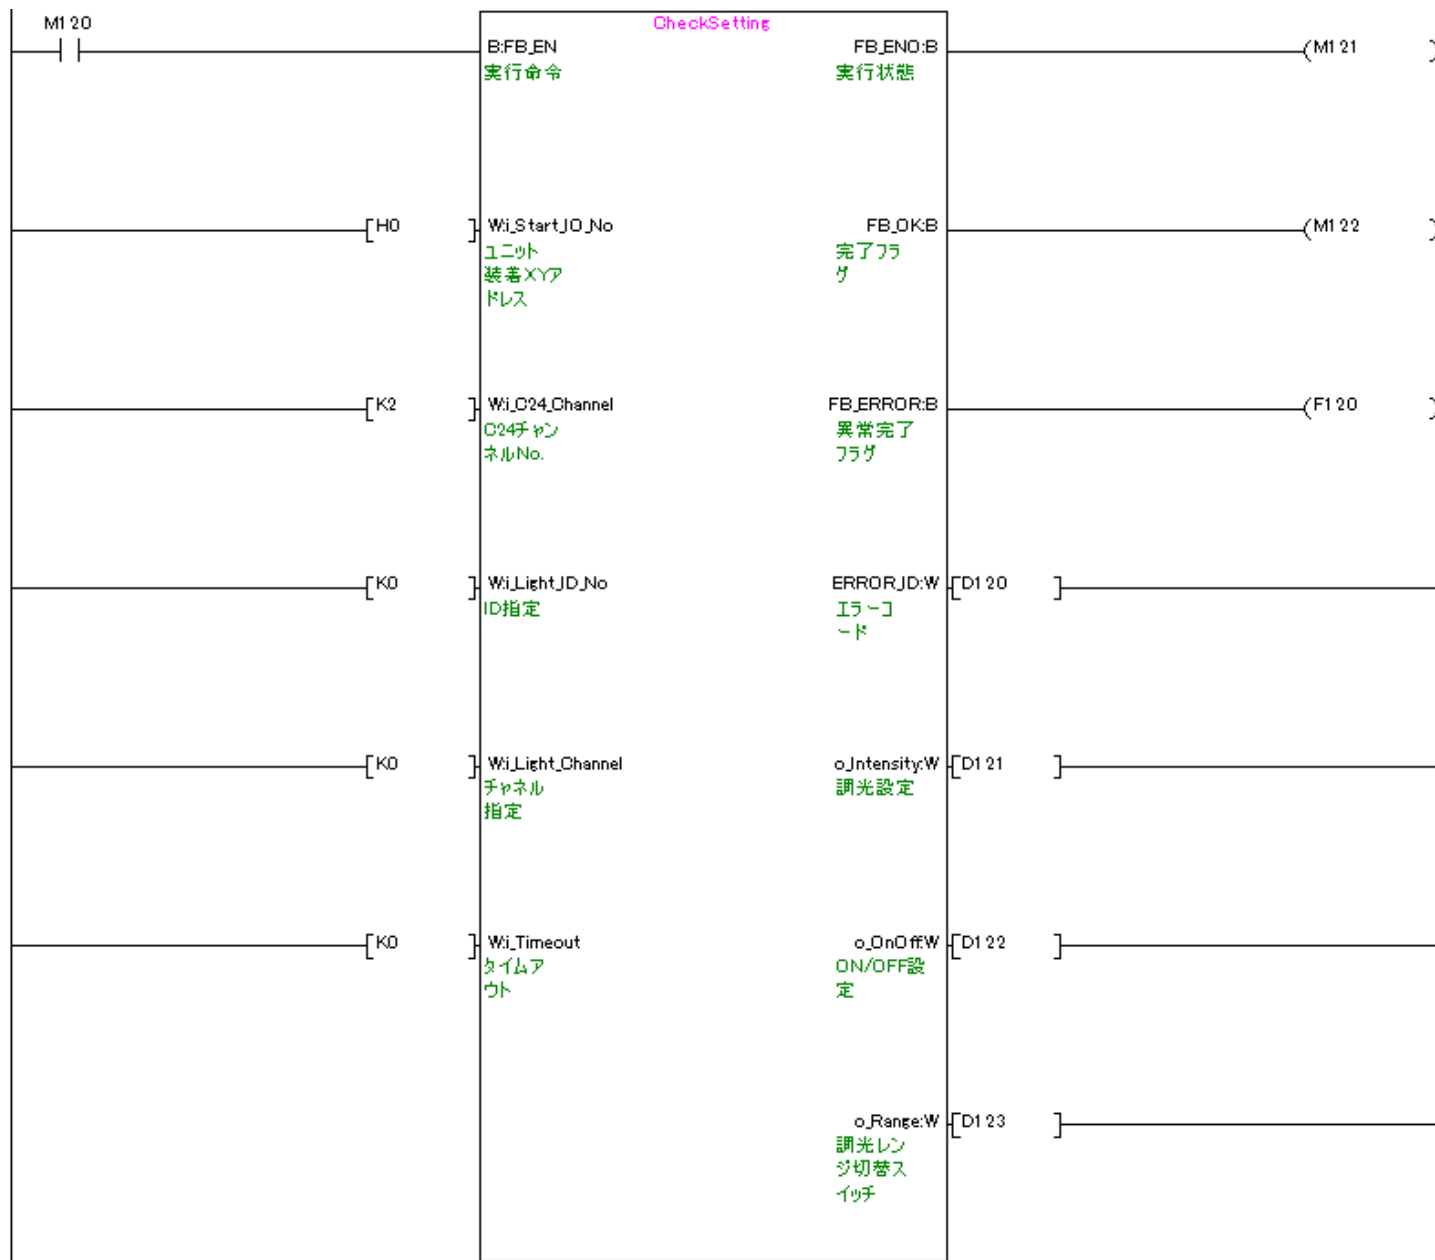 M120
CheckSetting
B:FB_EN
実行命令
FB_ENO:B
実行状態
M121
H0
W:i_Start_IO_No
ユニット
装着XYア
ドレス
FB_OK:B
完了フラ
グ
M122
K2
W:i_C24_Channel
C24チャン
ネルNo.
FB_ERROR:B
異常完了
フラグ
F120
K0
W:i_Light_ID_No
ID指定
ERROR_ID:W
エラーコ
ード
D120
K0
W:i_Light_Channel
チャネル
指定
o_Intensity:W
調光設定
D121
K0
W:i_Timeout
タイムア
ウト
o_OnOff:W
ON/OFF設
定
D122
o_Range:W
調光レン
ジ切替ス
イッチ
D123